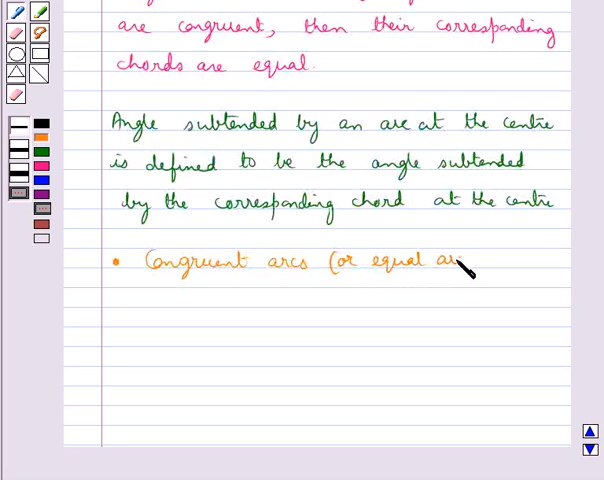 are congruent, then their corresponding
chords are equal.
Angle subtended by an arc at the centre
is defined to be the angle subtended
by the corresponding chord at the centre
• Congruent arcs (or equal ar